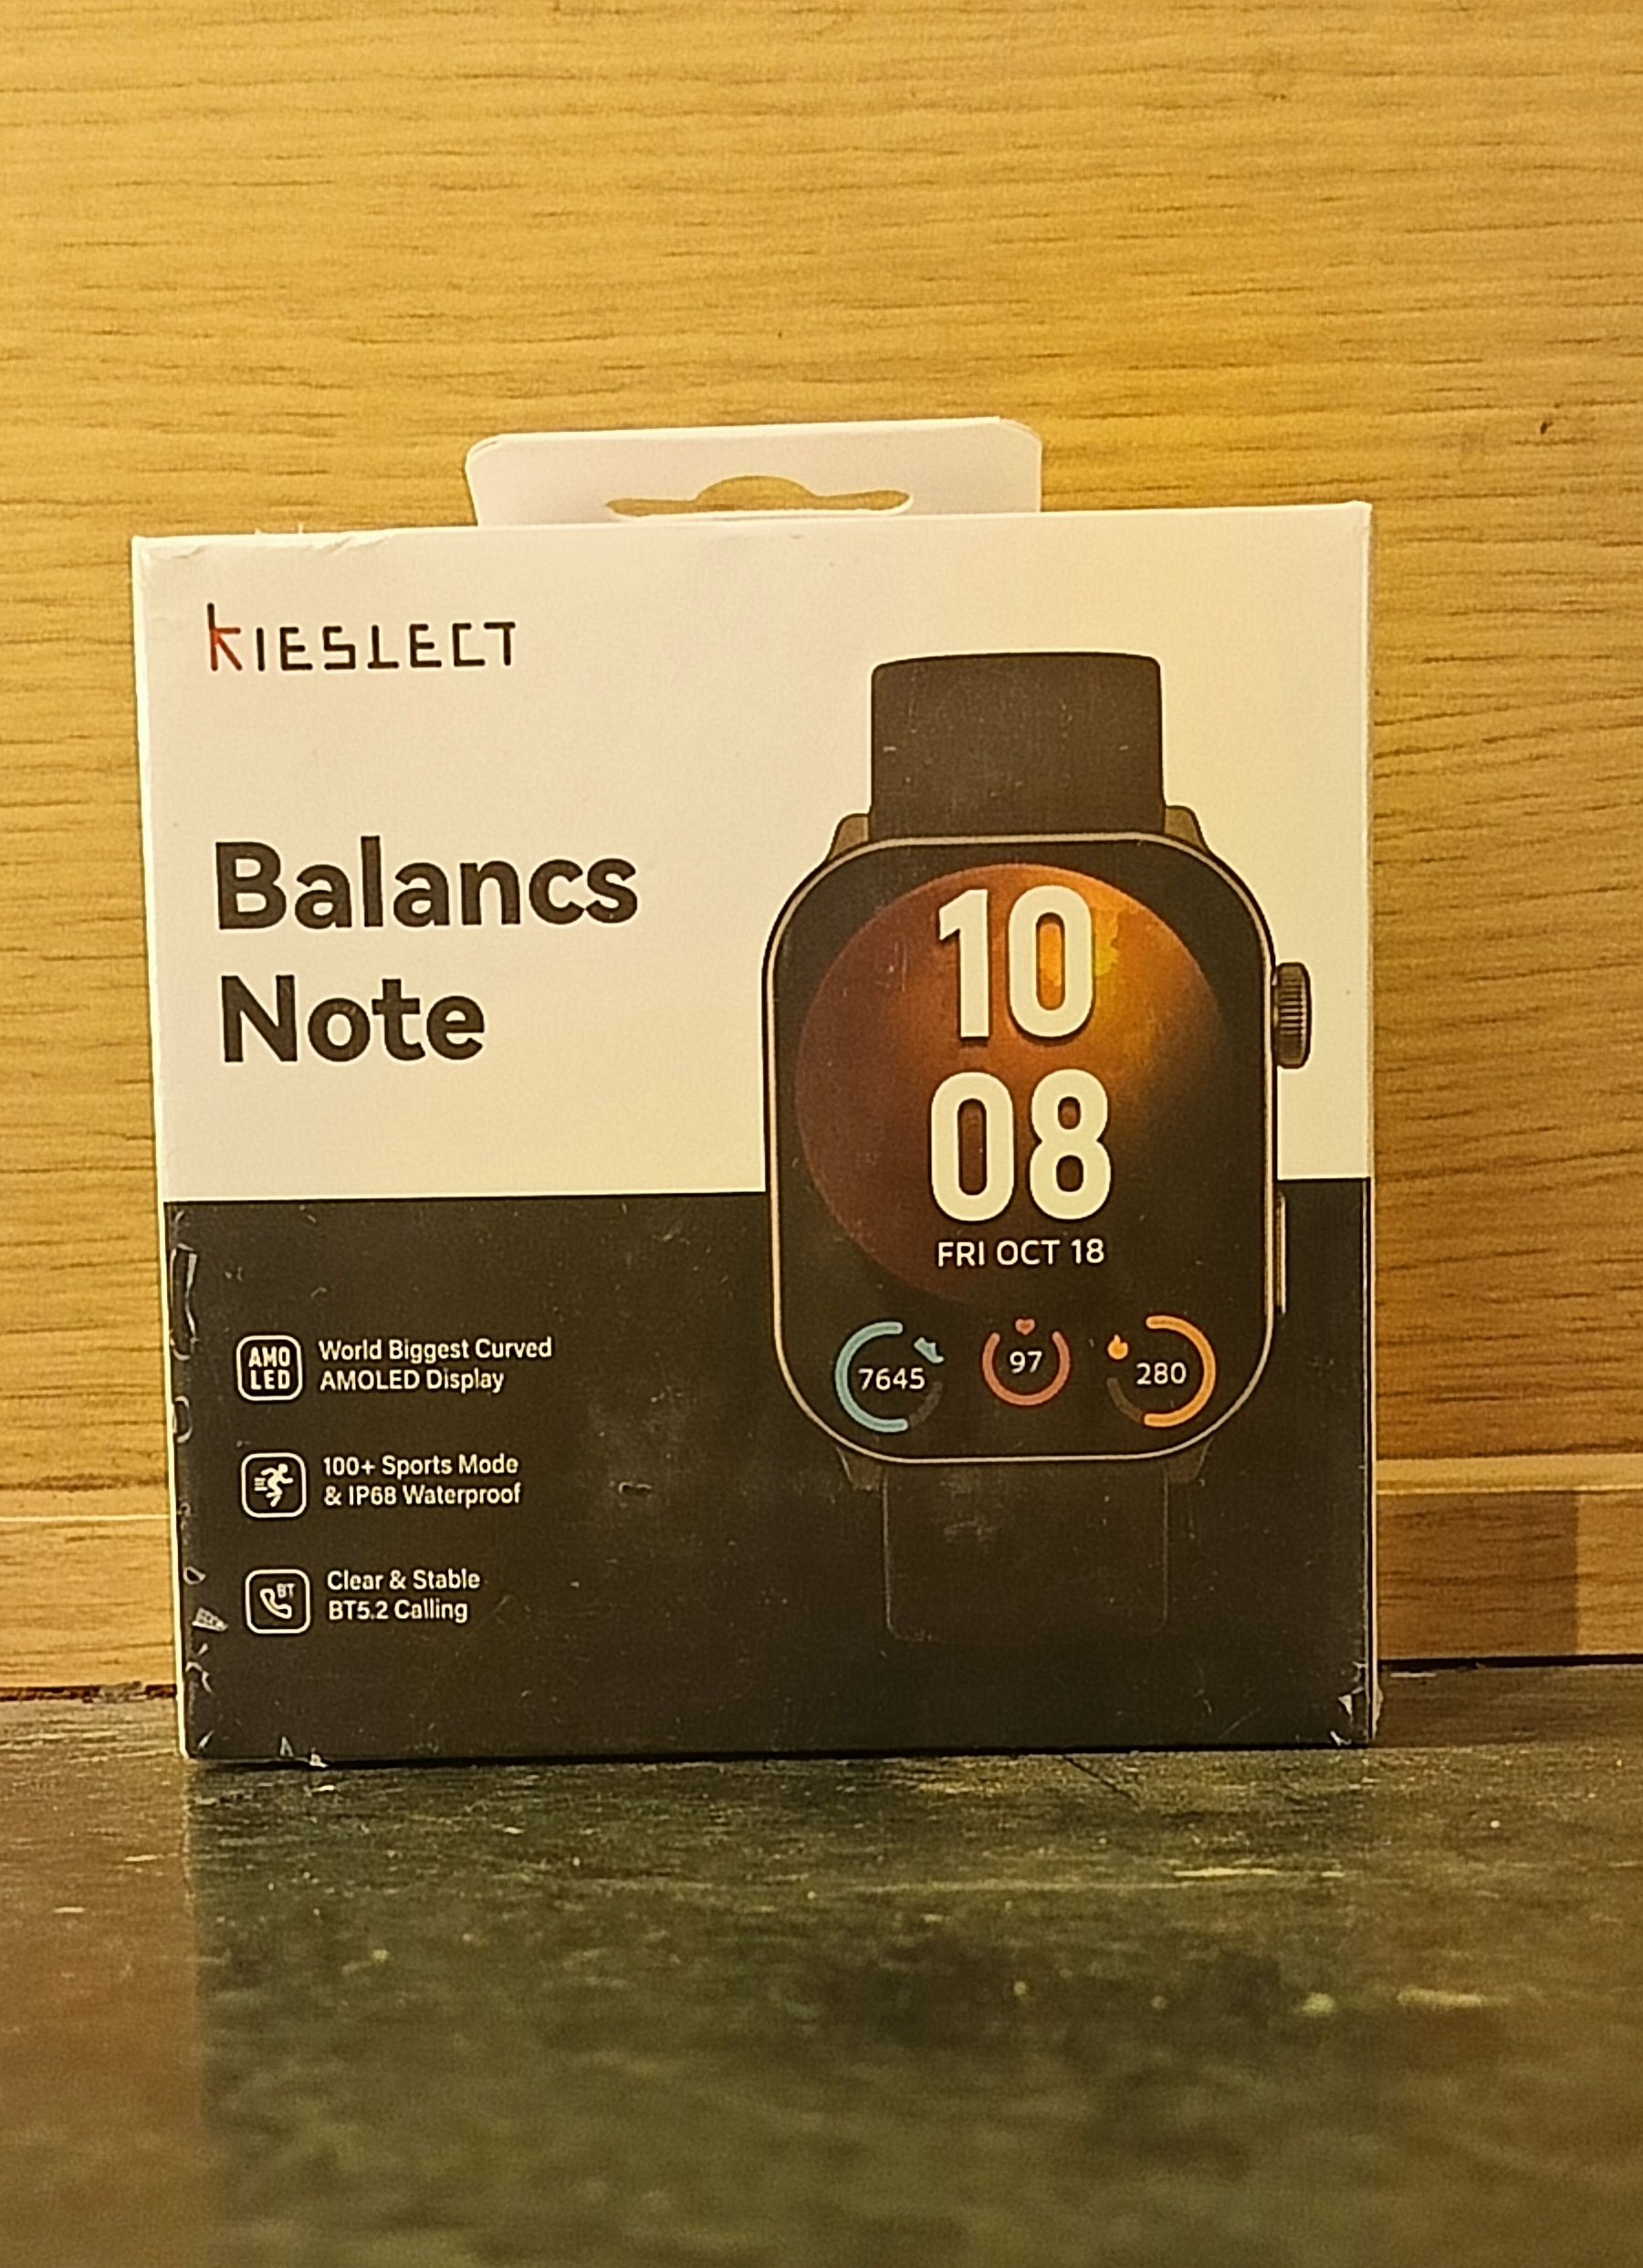 KIESLECT
Balancs
Note
10
08
FRI OCT 18
7645
97
280
AMO
LED
World Biggest Curved
AMOLED Display
100+ Sports Mode
& IP68 Waterproof
BT
Clear & Stable
BT5.2 Calling